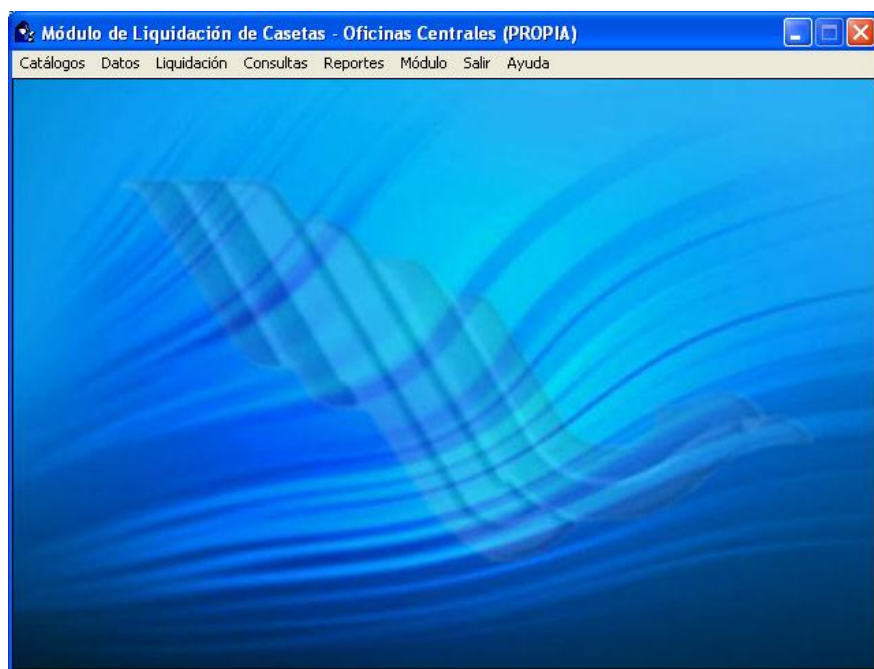 Módulo de Liquidación de Casetas - Oficinas Centrales (PROPIA)
Catálogos Datos Liquidación Consultas Reportes Módulo Salir Ayuda